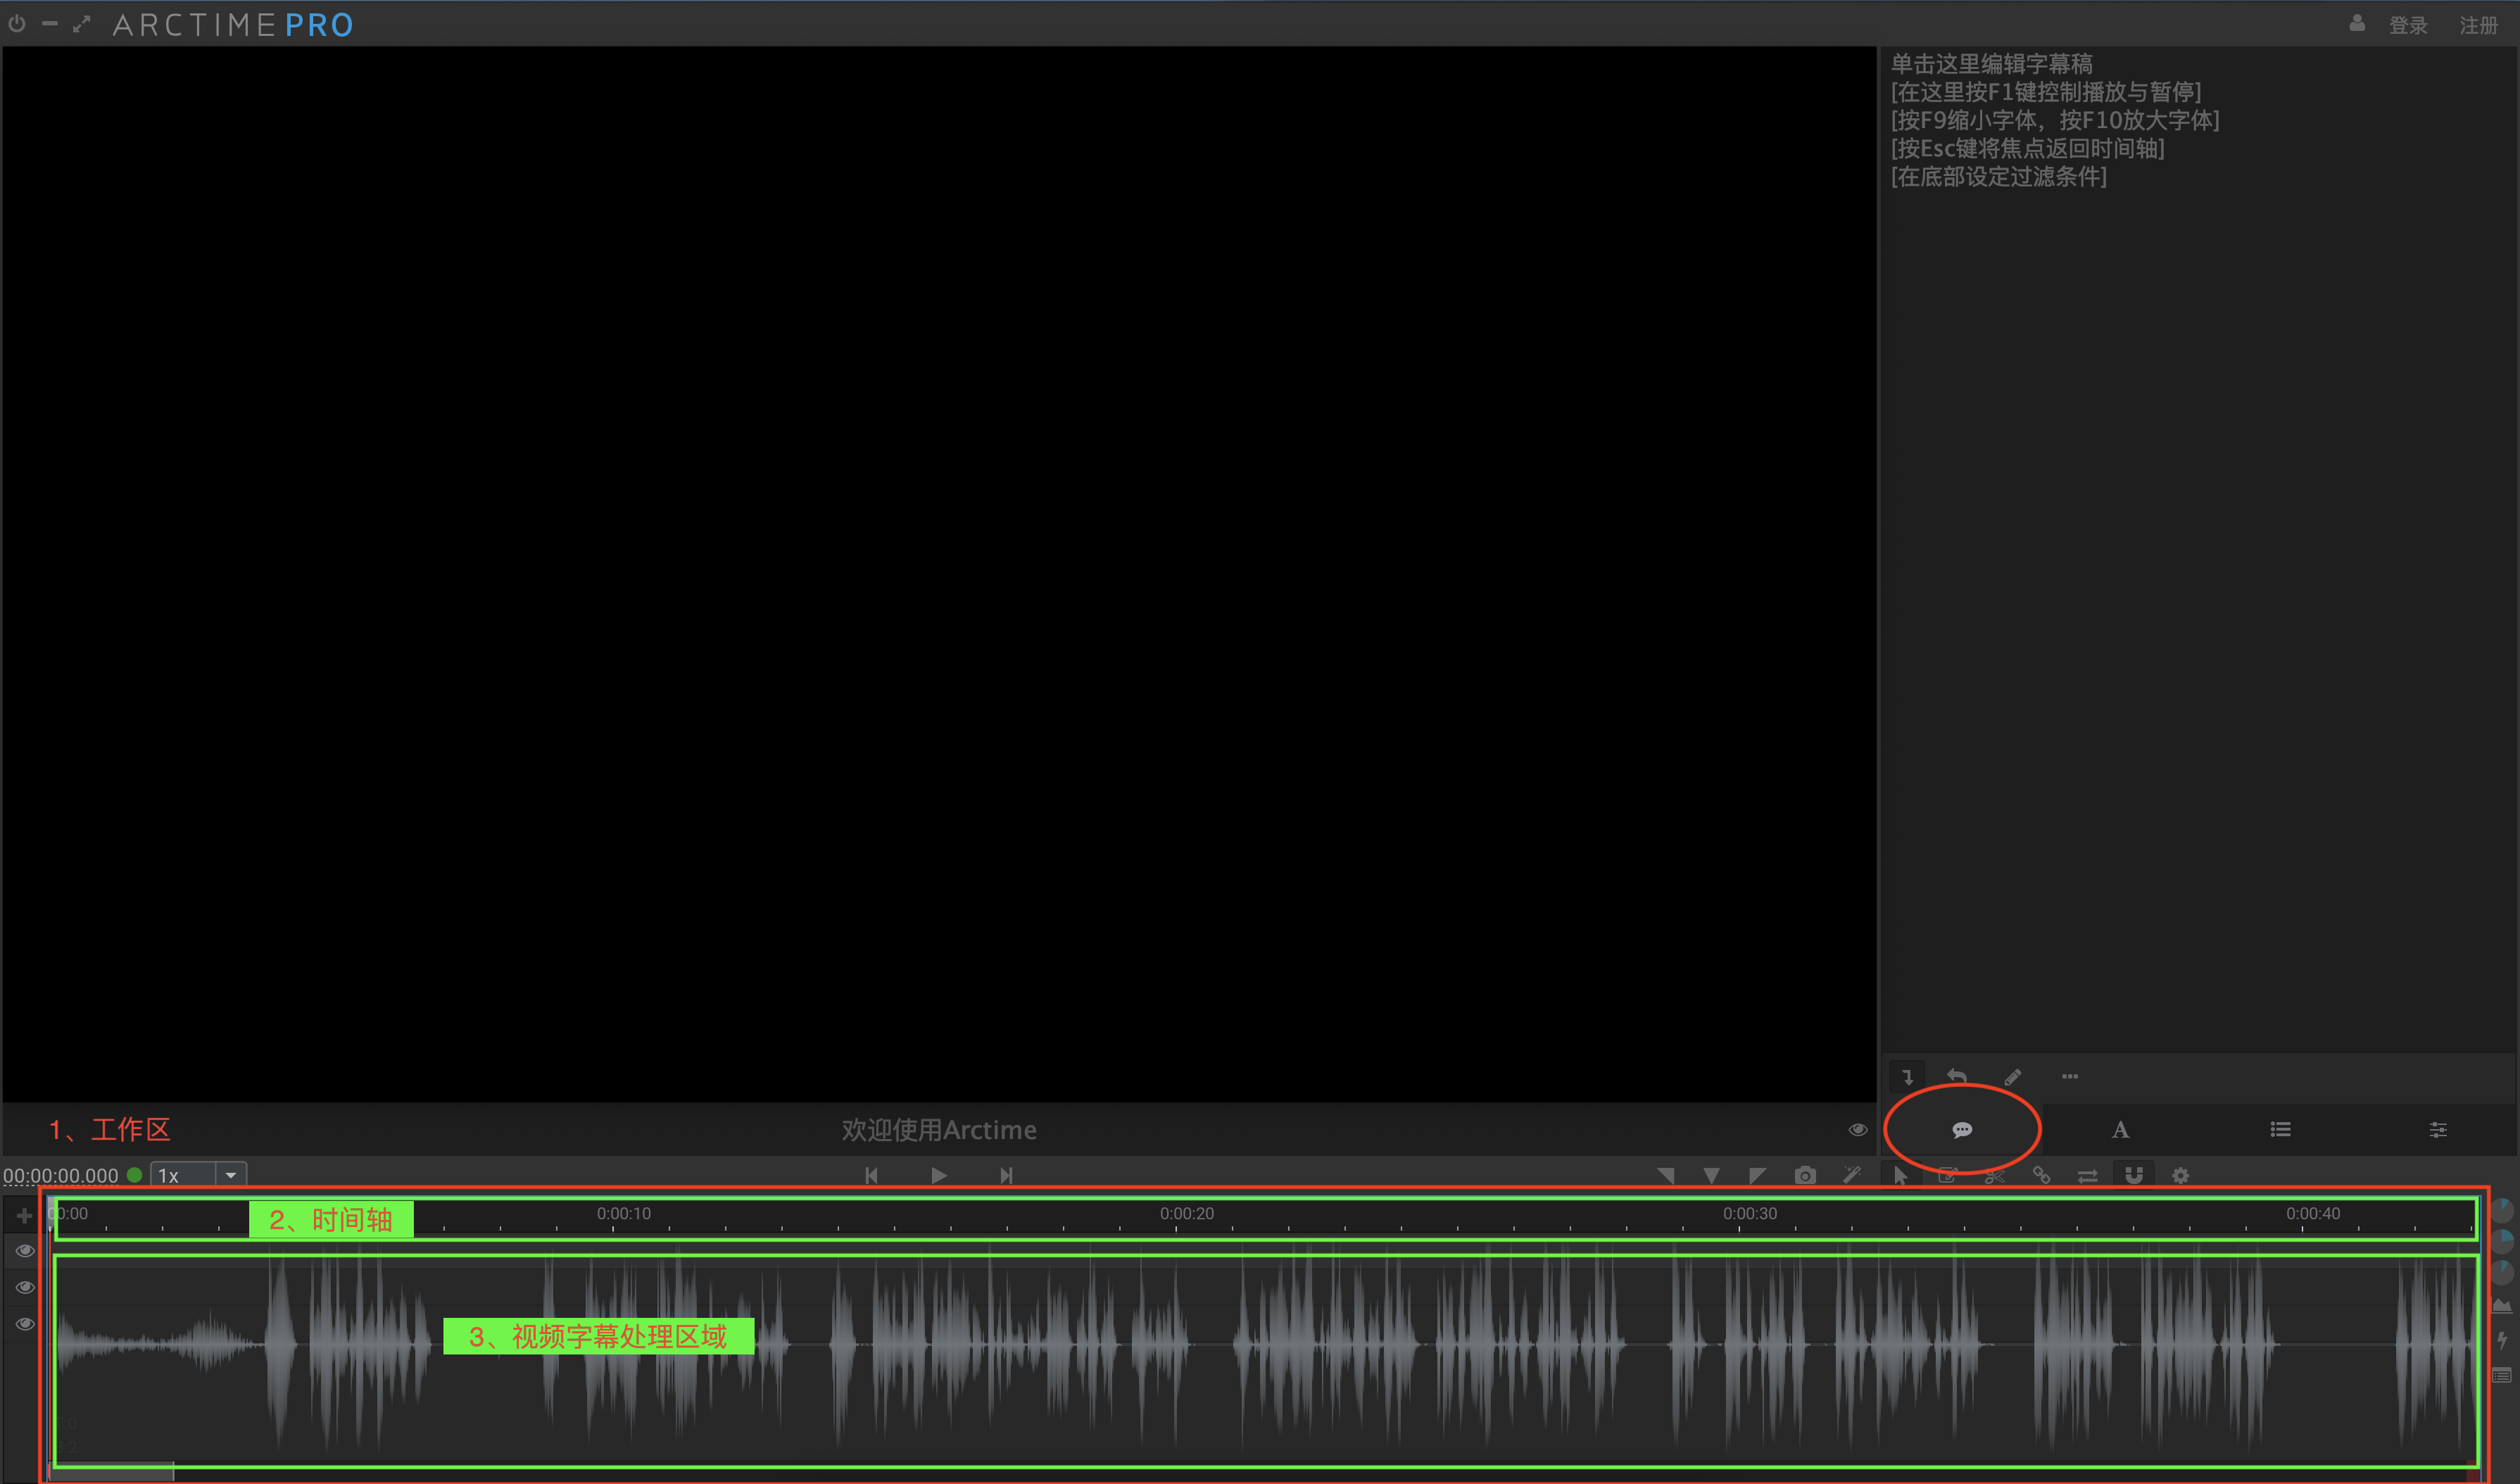 ARCTIME PRO
登录 注册
单击这里编辑字幕稿
[在这里按F1键控制播放与暂停]
[按F9缩小字体，按F10放大字体]
[按Esc键将焦点返回时间轴]
[在底部设定过滤条件]
1、工作区
欢迎使用Arctime
A
00:00:00.000 1x
00:00 0:00:10 0:00:20 0:00:30 0:00:40
2、时间轴
3、视频字幕处理区域